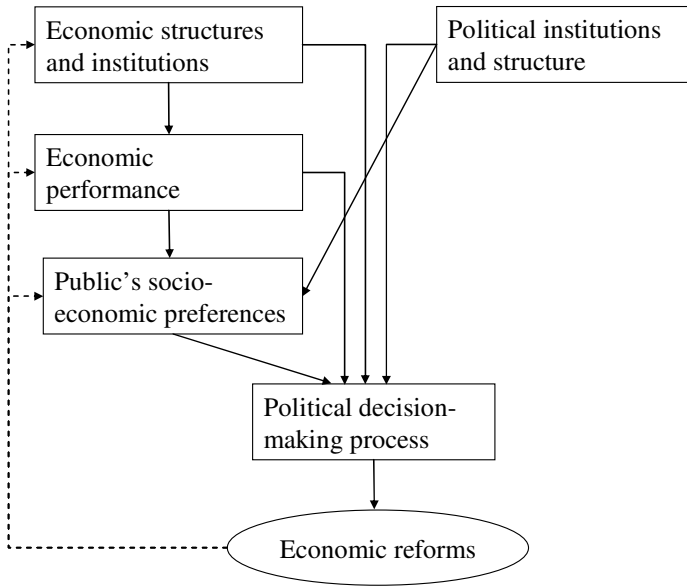 Economic structures
and institutions
Political institutions
and structure
Economic
performance
Public’s socio-
economic preferences
Political decision-
making process
Economic reforms